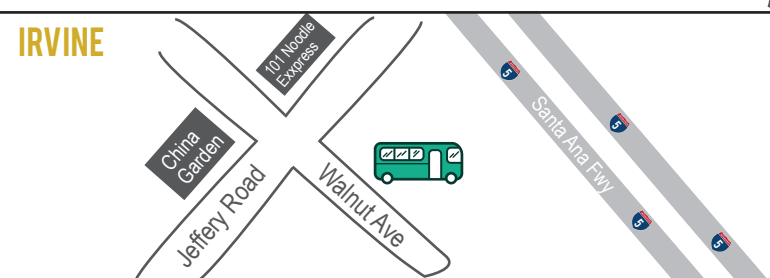 IRVINE
101 Noodle
Exxpress
China
Garden
Jeffery Road
Walnut Ave
Santa Ana Fwy
5
5
5
5